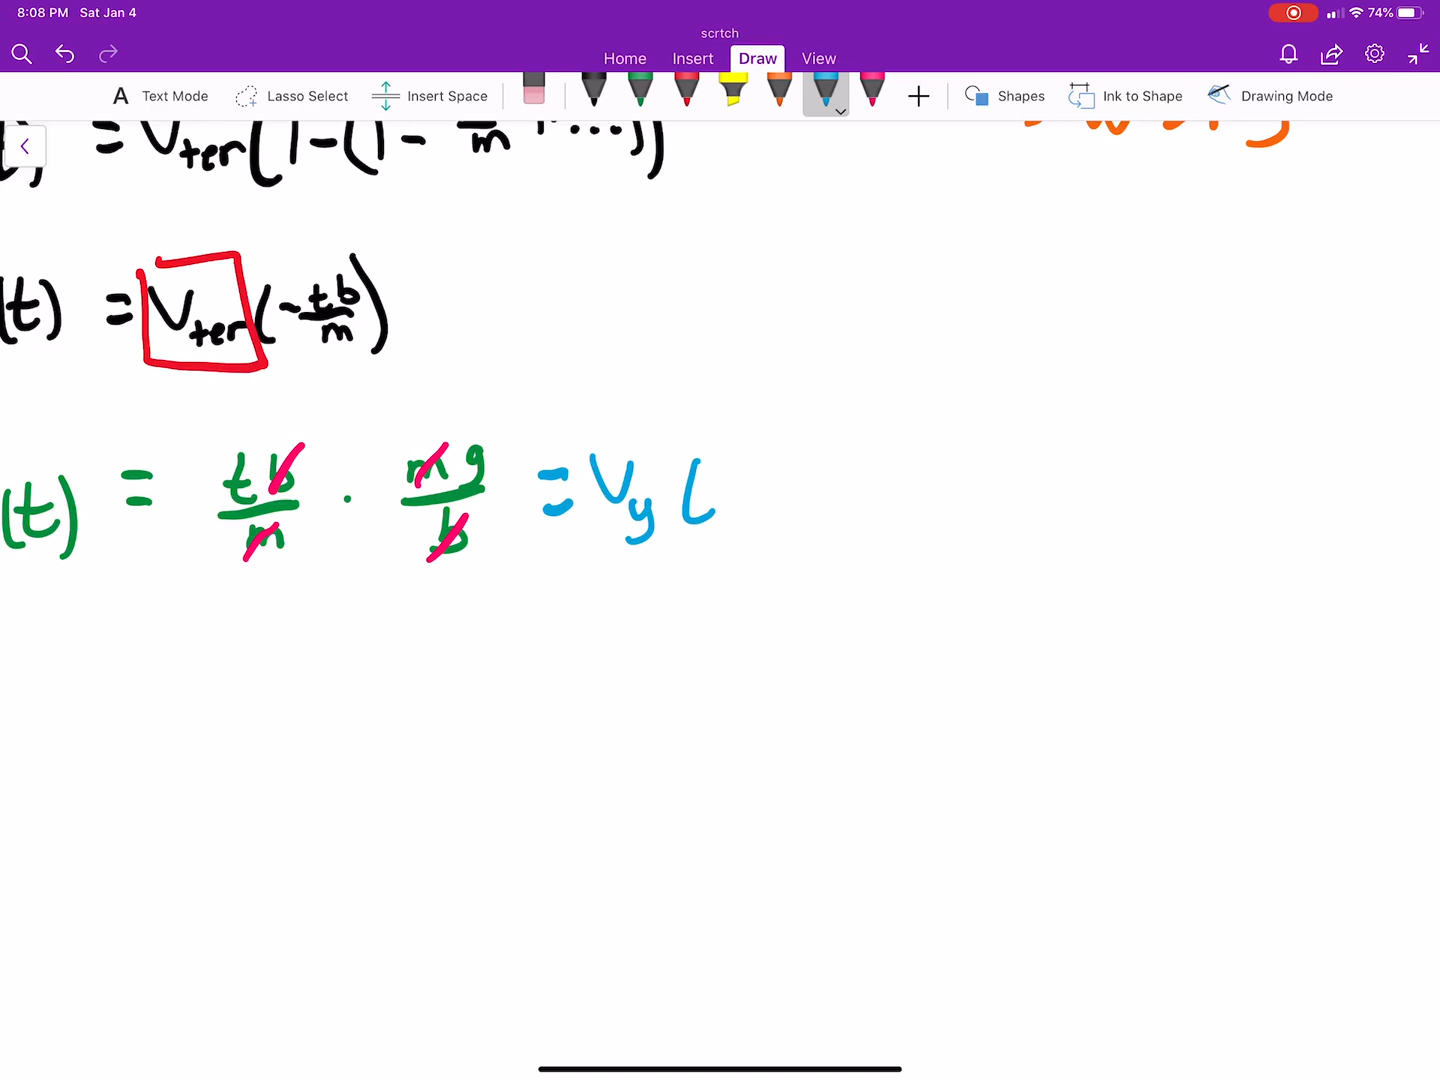 8:08 PM Sat Jan 4 74%
scrtch
Home Insert Draw View
A Text Mode Lasso Select Insert Space Shapes Ink to Shape Drawing Mode
= Vter(1-(1- /m +...))
(t) = Vter(-tb/m)
(t) = tb/m · mg/b = Vy (